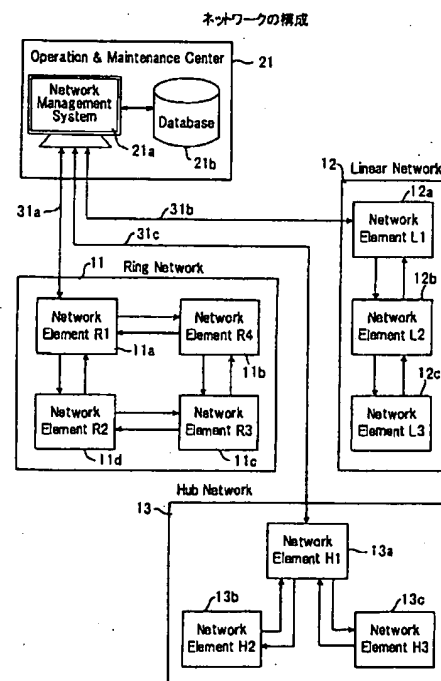 ネットワークの構成
Operation & Maintenance Center
21
Network
Management
System
21a
Database
21b
31a
31b
31c
12
Linear Network
12a
Network
Element L1
12b
Network
Element L2
12c
Network
Element L3
11
Ring Network
Network
Element R1
11a
Network
Element R4
11b
Network
Element R2
11d
Network
Element R3
11c
Hub Network
13
Network
Element H1
13a
13b
Network
Element H2
13c
Network
Element H3